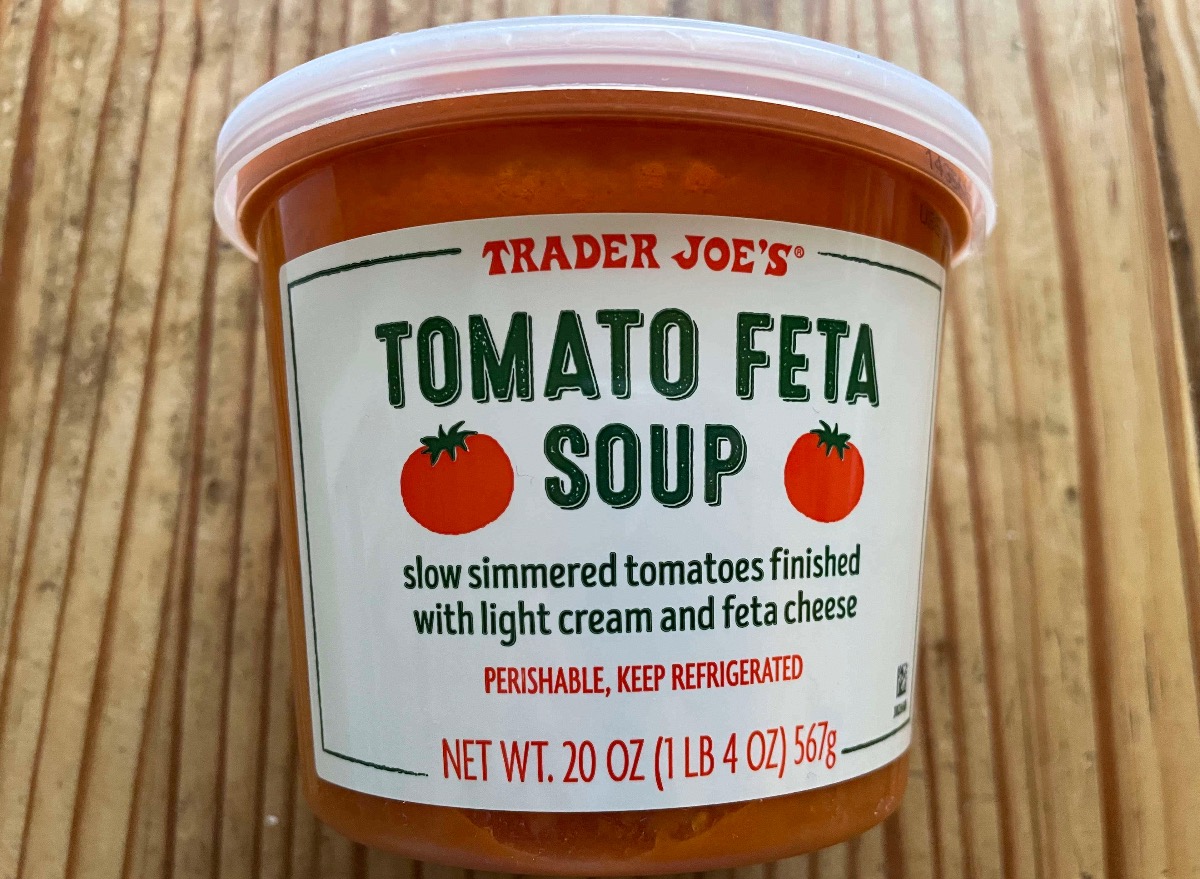 TRADER JOE'S®
TOMATO FETA
SOUP
slow simmered tomatoes finished
with light cream and feta cheese
PERISHABLE, KEEP REFRIGERATED
NET WT. 20 OZ (1 LB 4 OZ) 567g